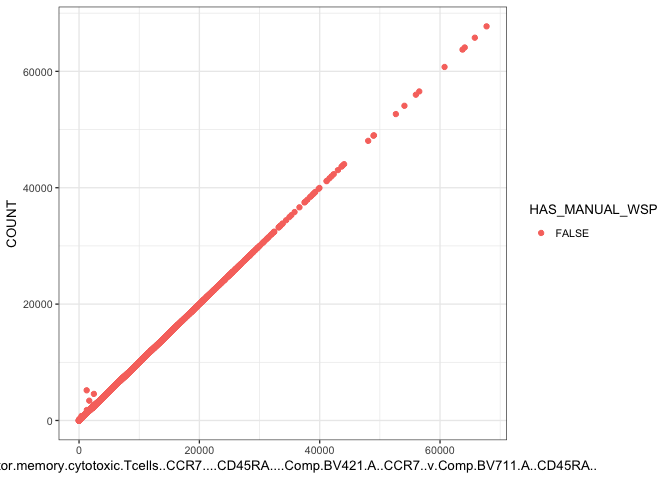 60000
40000
20000
0
COUNT
HAS_MANUAL_WSP
FALSE
0
20000
40000
60000
tor.memory.cytotoxic.Tcells..CCR7....CD45RA....Comp.BV421.A..CCR7..v.Comp.BV711.A..CD45RA..